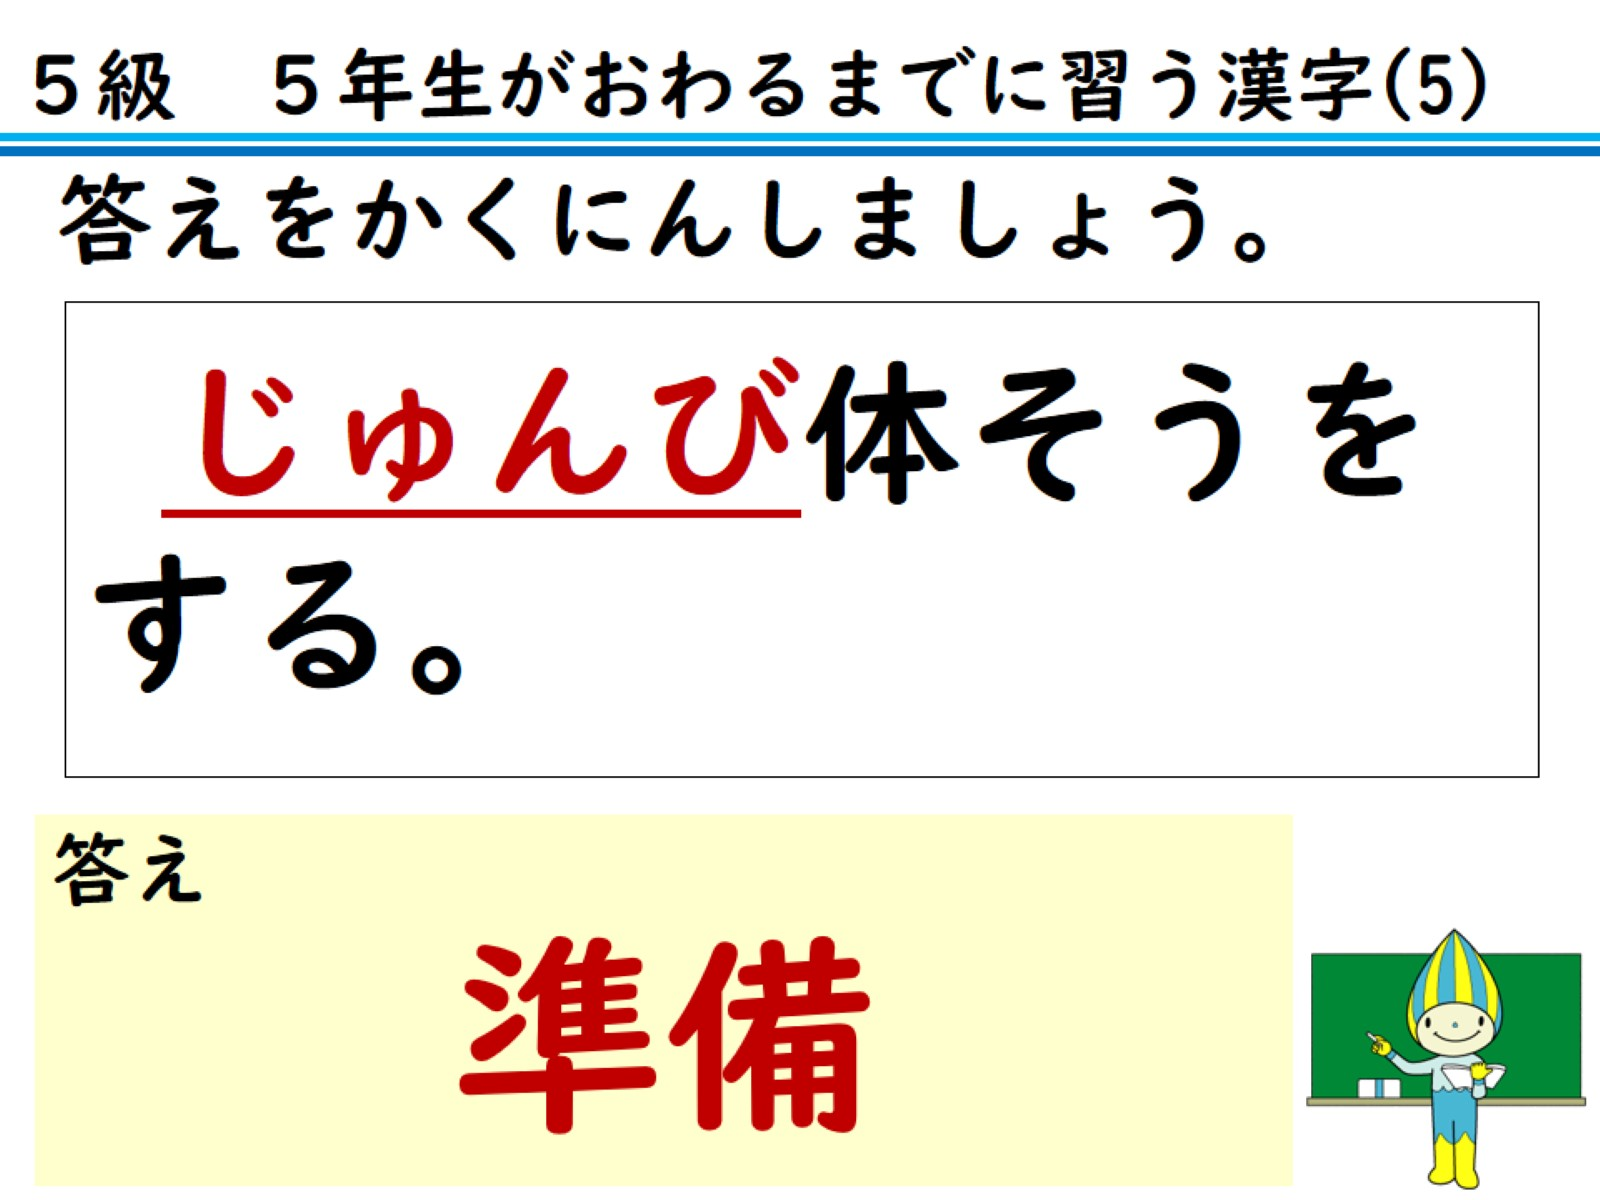 ５級　５年生がおわるまでに習う漢字(5)
答えをかくにんしましょう。
じゅんび体そうを
する。
答え
準備